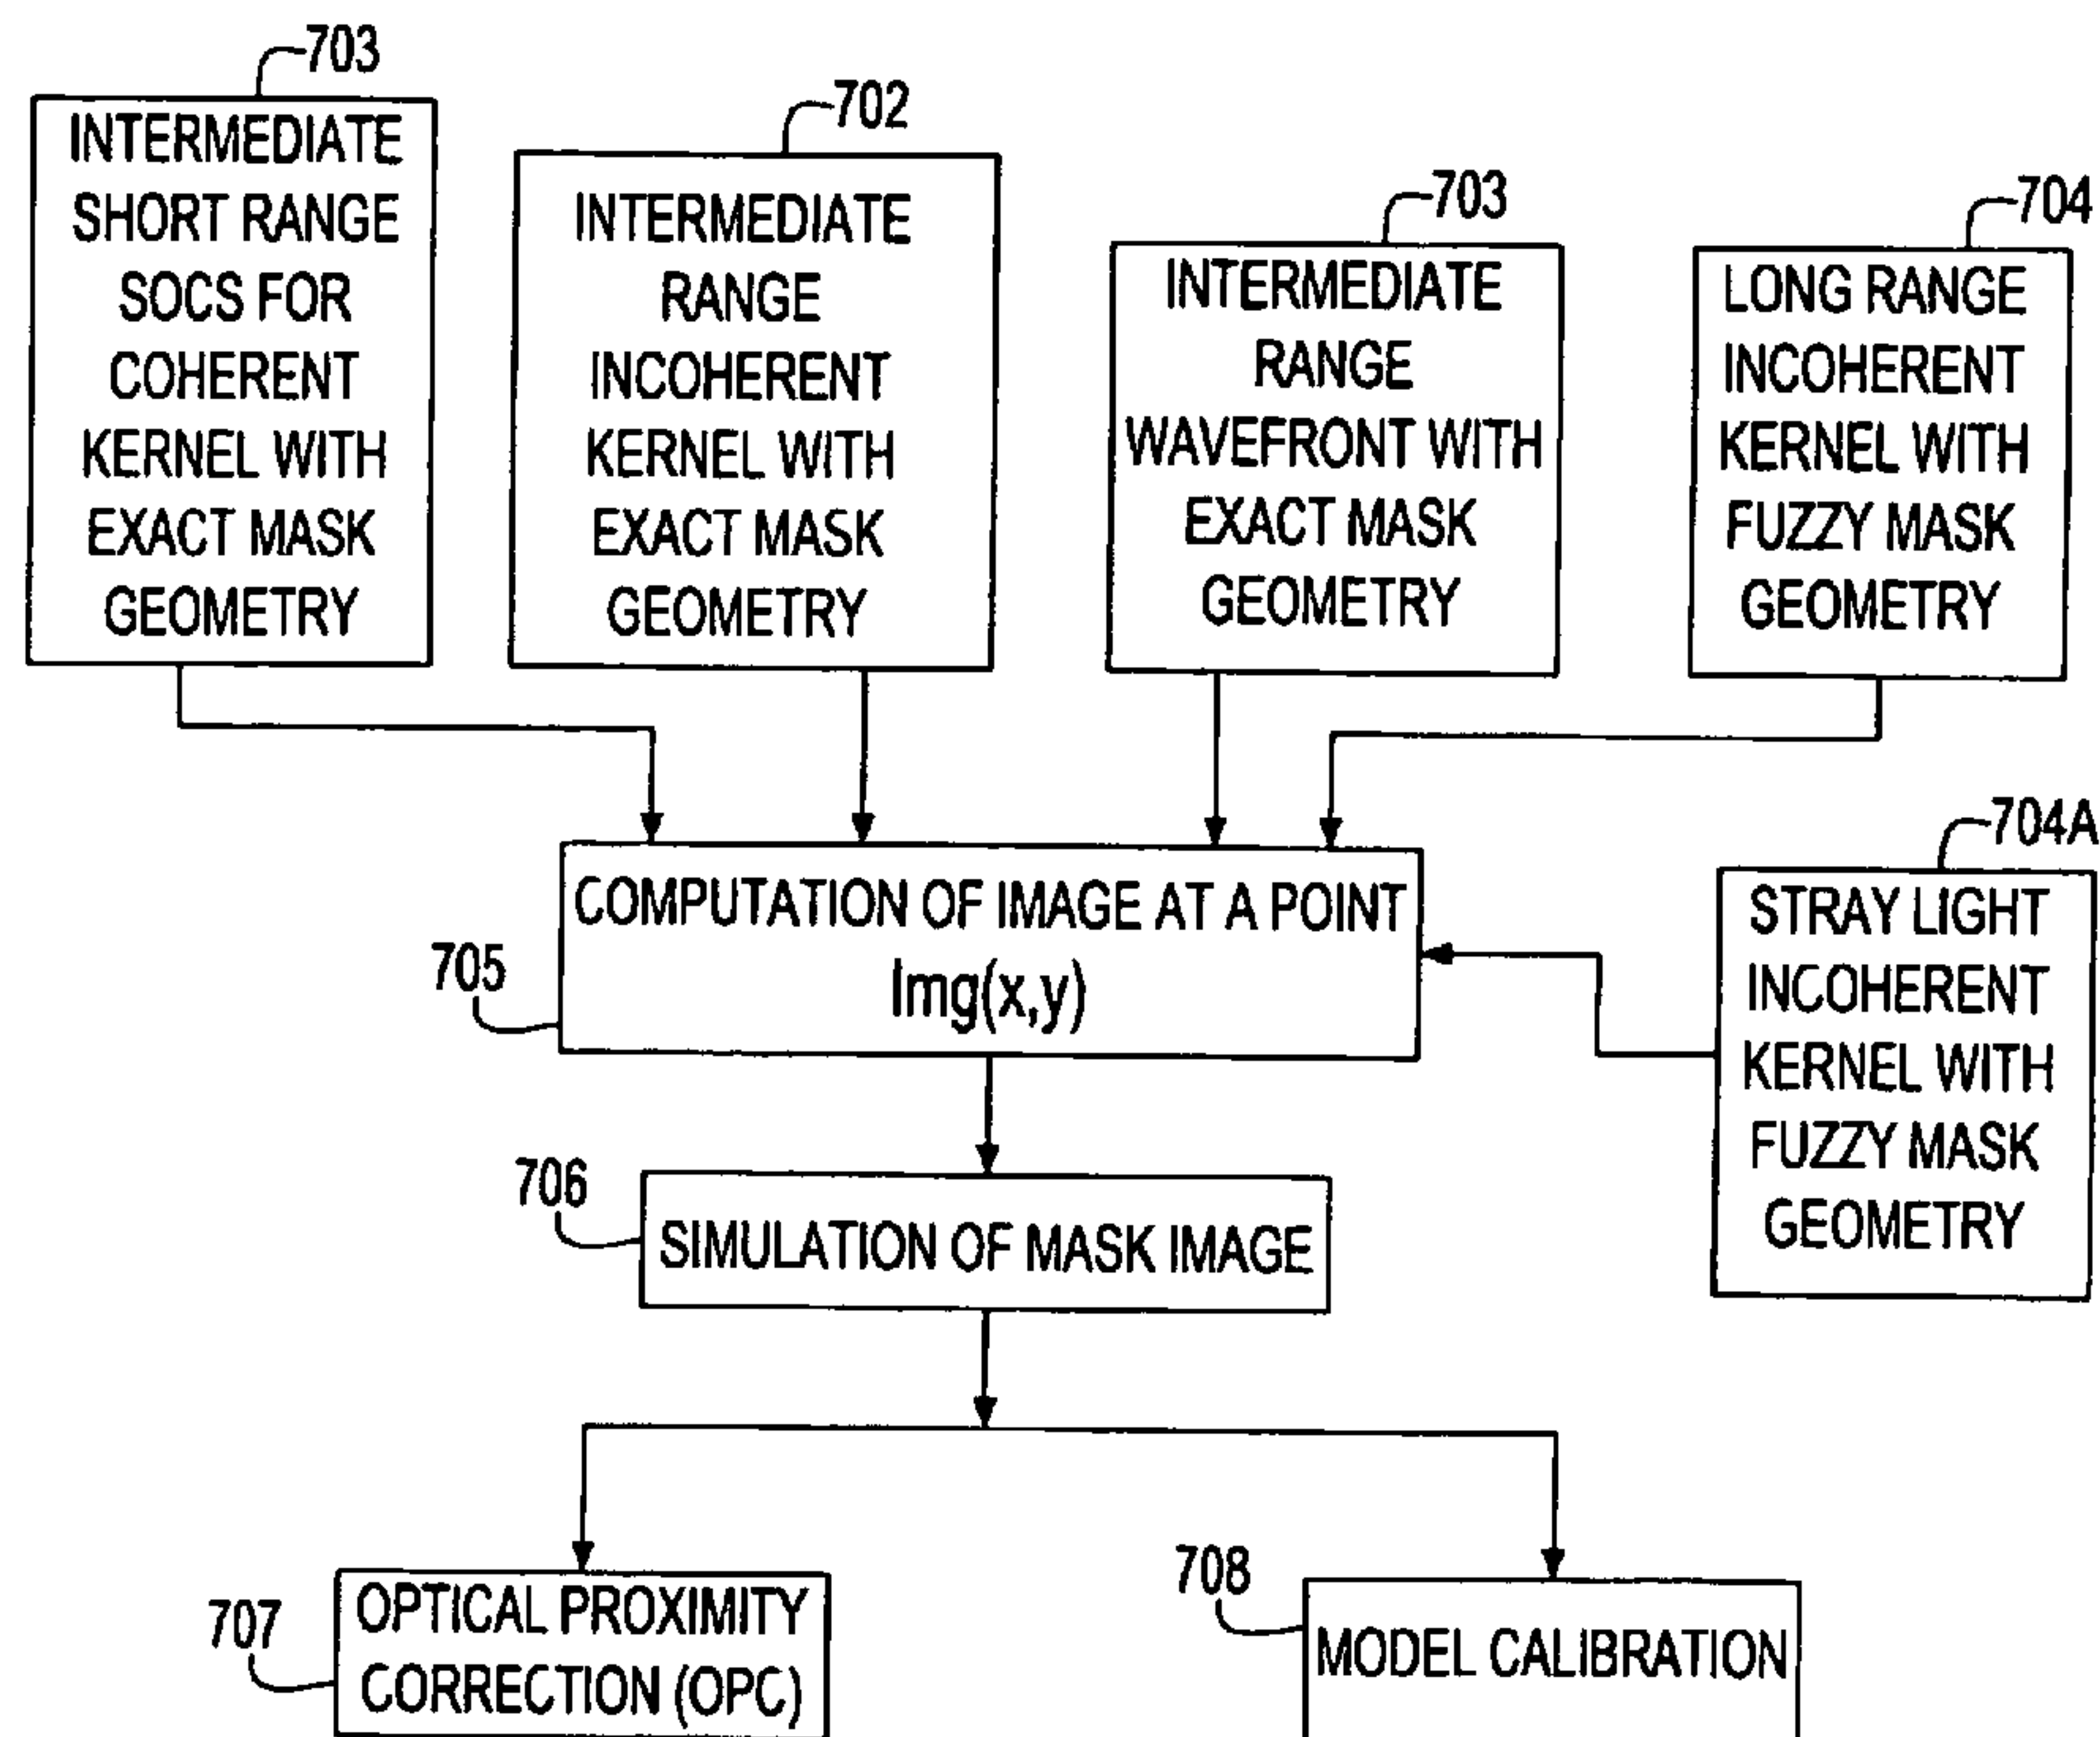 703
INTERMEDIATE
SHORT RANGE
SOCS FOR
COHERENT
KERNEL WITH
EXACT MASK
GEOMETRY
702
INTERMEDIATE
RANGE
INCOHERENT
KERNEL WITH
EXACT MASK
GEOMETRY
703
INTERMEDIATE
RANGE
WAVEFRONT WITH
EXACT MASK
GEOMETRY
704
LONG RANGE
INCOHERENT
KERNEL WITH
FUZZY MASK
GEOMETRY
704A
STRAY LIGHT
INCOHERENT
KERNEL WITH
FUZZY MASK
GEOMETRY
705
COMPUTATION OF IMAGE AT A POINT
Img(x,y)
706
SIMULATION OF MASK IMAGE
707
OPTICAL PROXIMITY
CORRECTION (OPC)
708
MODEL CALIBRATION